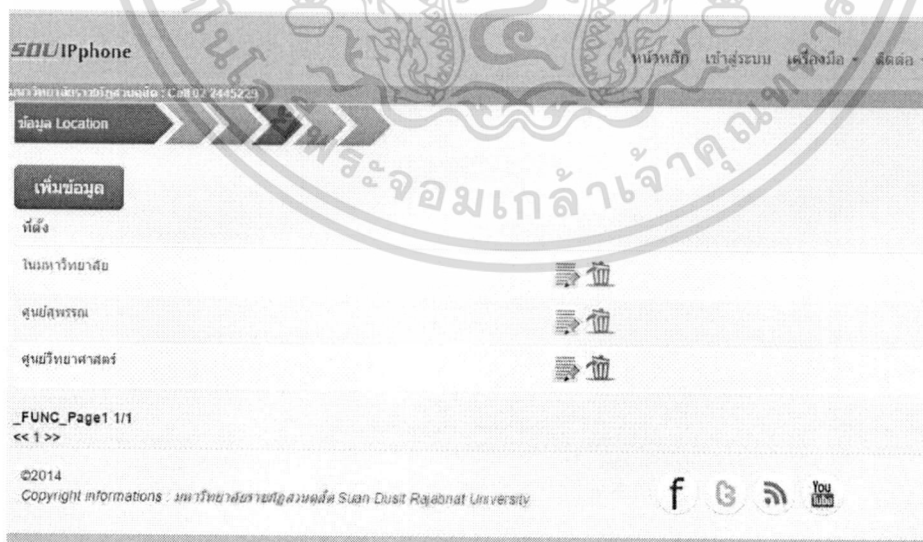 SDU/IPphone
หน้าหลัก เข้าสู่ระบบ เครื่องมือ ติดต่อ
มหาวิทยาลัยราชภัฏสวนดุสิต : Call 02 2445229
ข้อมูล Location
เพิ่มข้อมูล
ที่ตั้ง
ในมหาวิทยาลัย
ศูนย์สุพรรณ
ศูนย์วิทยาศาสตร์
_FUNC_Page1 1/1
<< 1 >>
©2014
Copyright informations : มหาวิทยาลัยราชภัฏสวนดุสิต Suan Dusit Rajabhat University
f
You Tube
พระจอมเกล้าเจ้าคุณทหาร